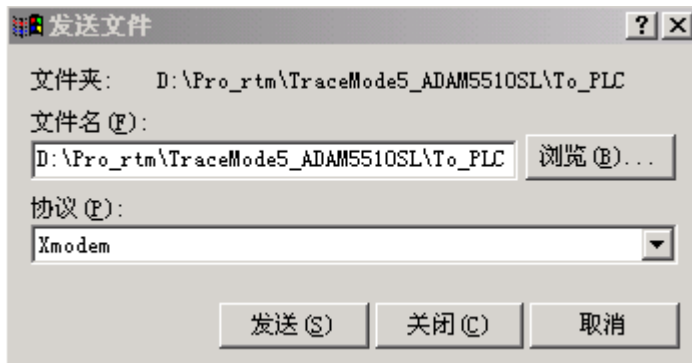 发送文件
文件夹: D:\Pro_rtm\TraceMode5_ADAM5510SL\To_PLC
文件名(F):
D:\Pro_rtm\TraceMode5_ADAM5510SL\To_PLC 浏览(B)...
协议(P):
Xmodem
发送(S) 关闭(C) 取消